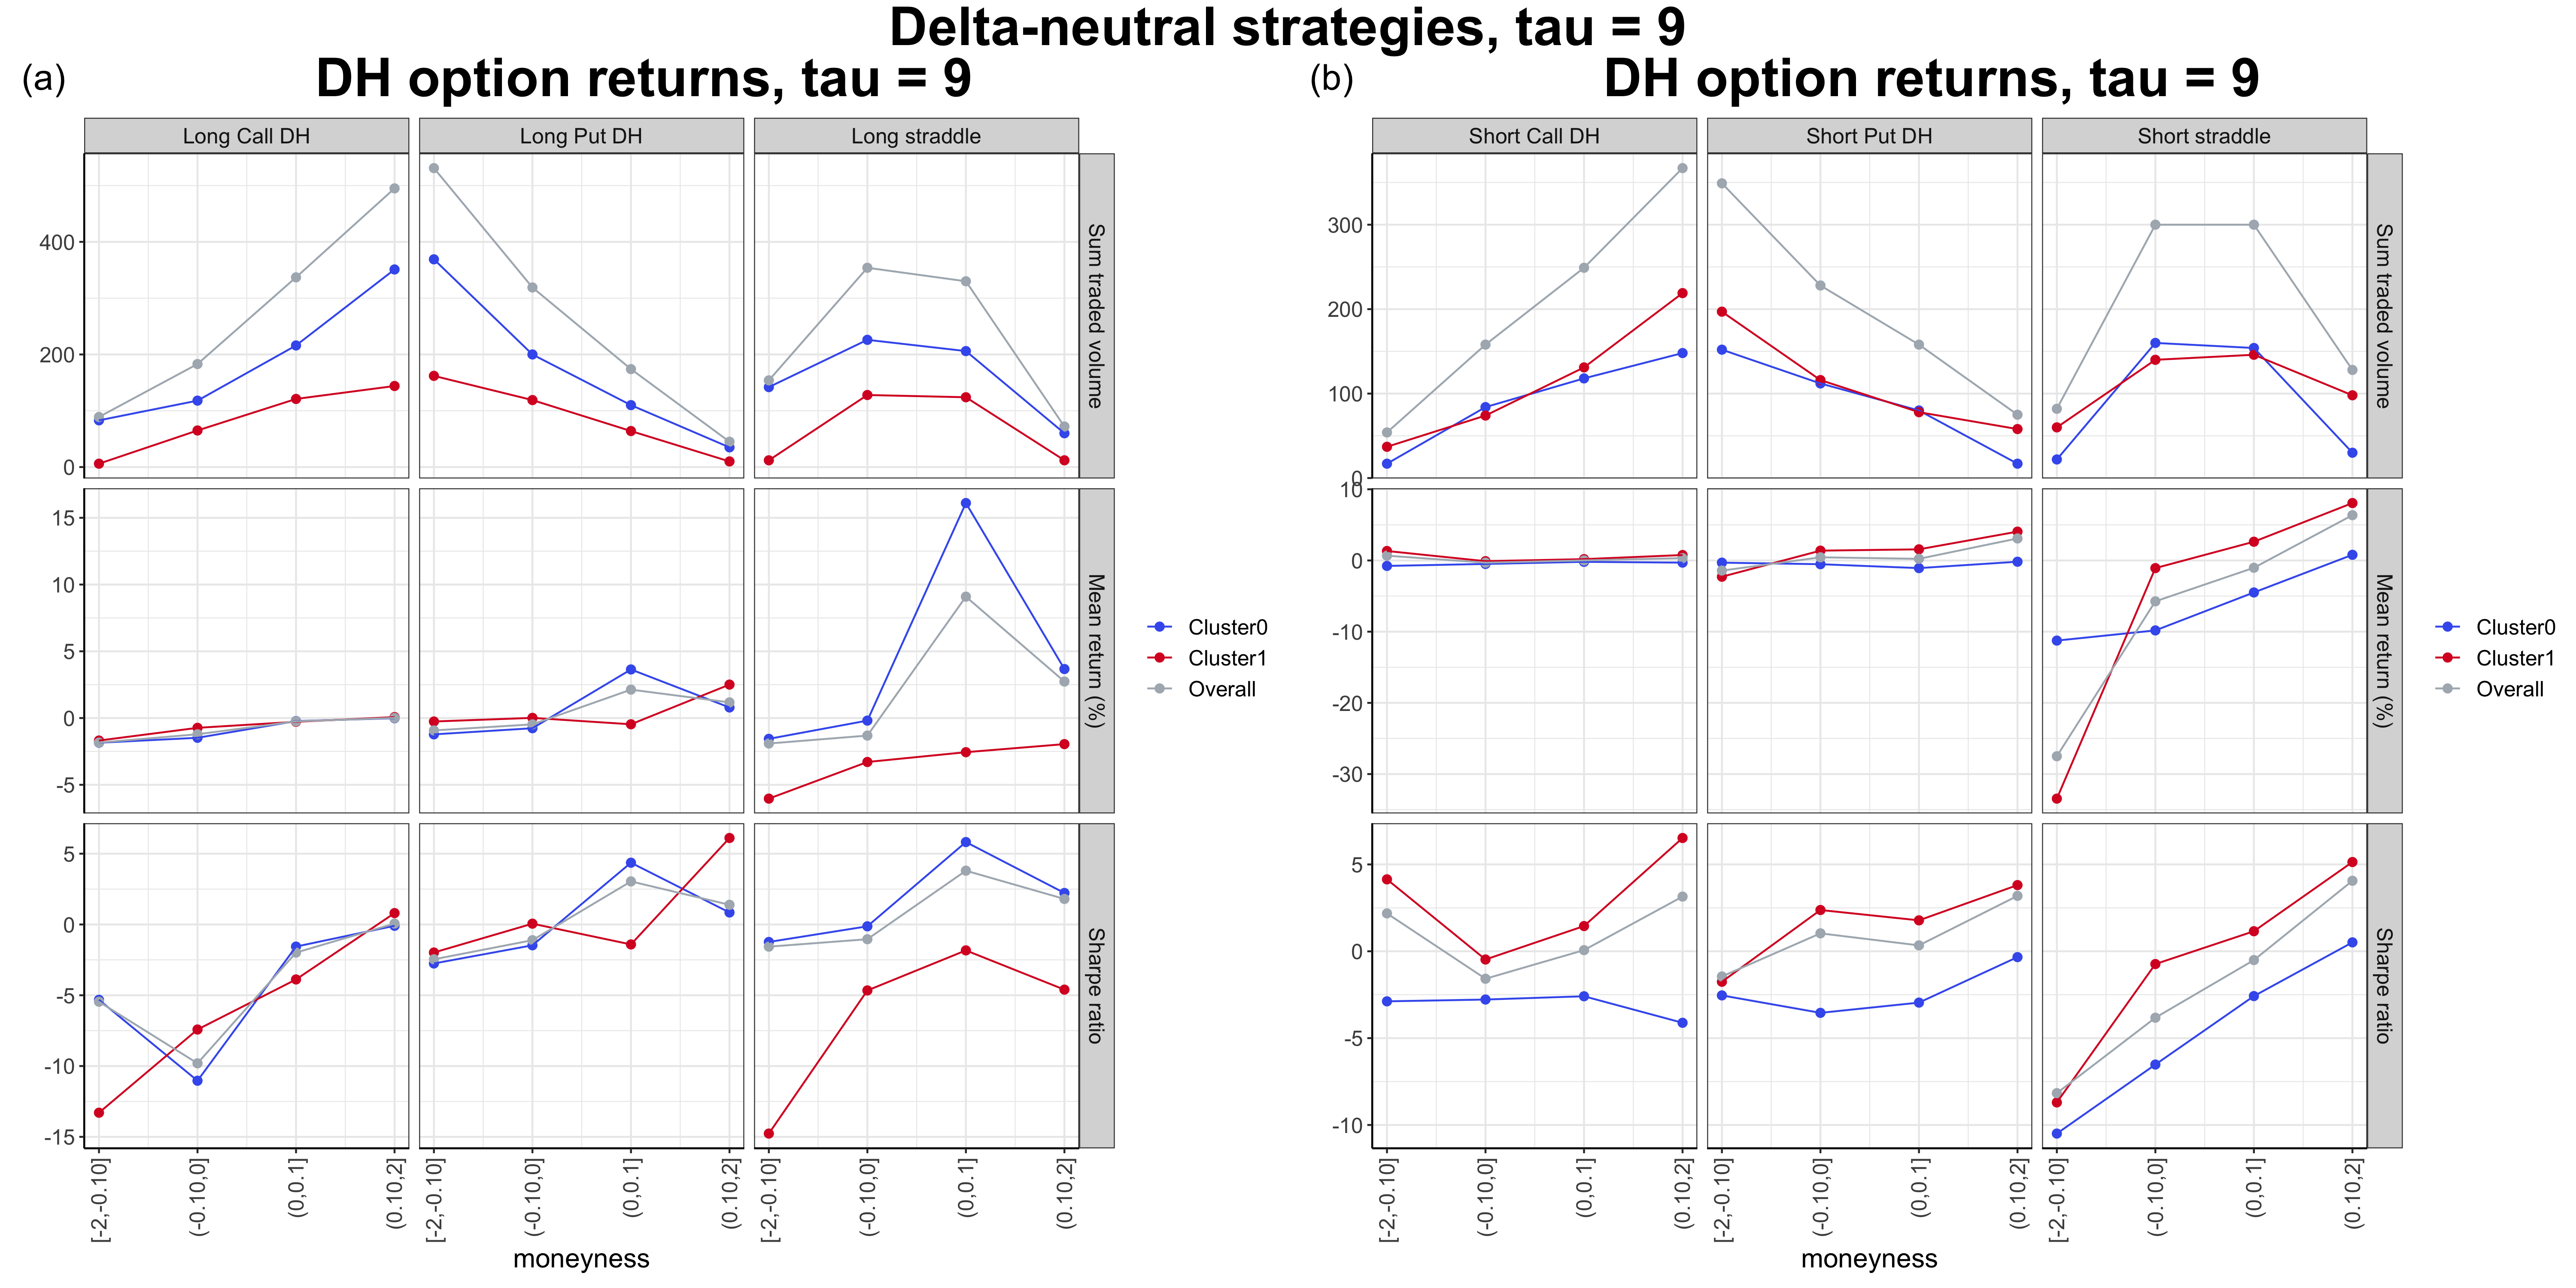 Delta-neutral strategies, tau = 9
(a)
DH option returns, tau = 9
Long Call DH
Long Put DH
Long straddle
400
200
0
Sum traded volume
15
10
5
0
-5
Mean return (%)
5
0
-5
-10
-15
Sharpe ratio
[-2,-0.10]
(-0.10,0]
(0,0.1]
(0.10,2]
[-2,-0.10]
(-0.10,0]
(0,0.1]
(0.10,2]
[-2,-0.10]
(-0.10,0]
(0,0.1]
(0.10,2]
moneyness
Cluster0
Cluster1
Overall
(b)
DH option returns, tau = 9
Short Call DH
Short Put DH
Short straddle
300
200
100
0
Sum traded volume
10
0
-10
-20
-30
Mean return (%)
5
0
-5
-10
Sharpe ratio
[-2,-0.10]
(-0.10,0]
(0,0.1]
(0.10,2]
[-2,-0.10]
(-0.10,0]
(0,0.1]
(0.10,2]
[-2,-0.10]
(-0.10,0]
(0,0.1]
(0.10,2]
moneyness
Cluster0
Cluster1
Overall